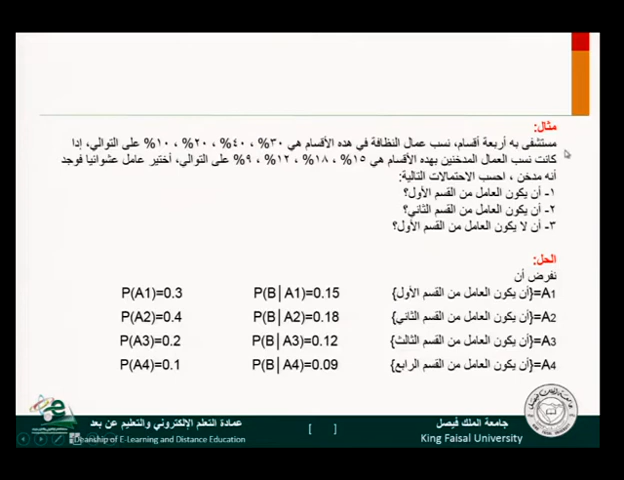 مثال:
مستشفى به أربعة أقسام، نسب عمال النظافة في هده الأقسام هي ٣٠% ، ٤٠% ، ٢٠% ، ١٠% على التوالي، إدا
كانت نسب العمال المدخنين بهده الأقسام هي ١٥% ، ١٨% ، ١٢% ، ٩% على التوالي، أختير عامل عشوائيا فوجد
أنه مدخن ، احسب الاحتمالات التالية:
١- أن يكون العامل من القسم الأول؟
٢- أن يكون العامل من القسم الثاني؟
٣- أن لا يكون العامل من القسم الأول؟
الحل:
نفرض أن
A1={أن يكون العامل من القسم الأول} P(B|A1)=0.15 P(A1)=0.3
A2={أن يكون العامل من القسم الثاني} P(B|A2)=0.18 P(A2)=0.4
A3={أن يكون العامل من القسم الثالث} P(B|A3)=0.12 P(A3)=0.2
A4={أن يكون العامل من القسم الرابع} P(B|A4)=0.09 P(A4)=0.1
جامعة الملك فيصل [ ] عمادة التعلم الإلكتروني والتعليم عن بعد
King Faisal University Deanship of E-Learning and Distance Education